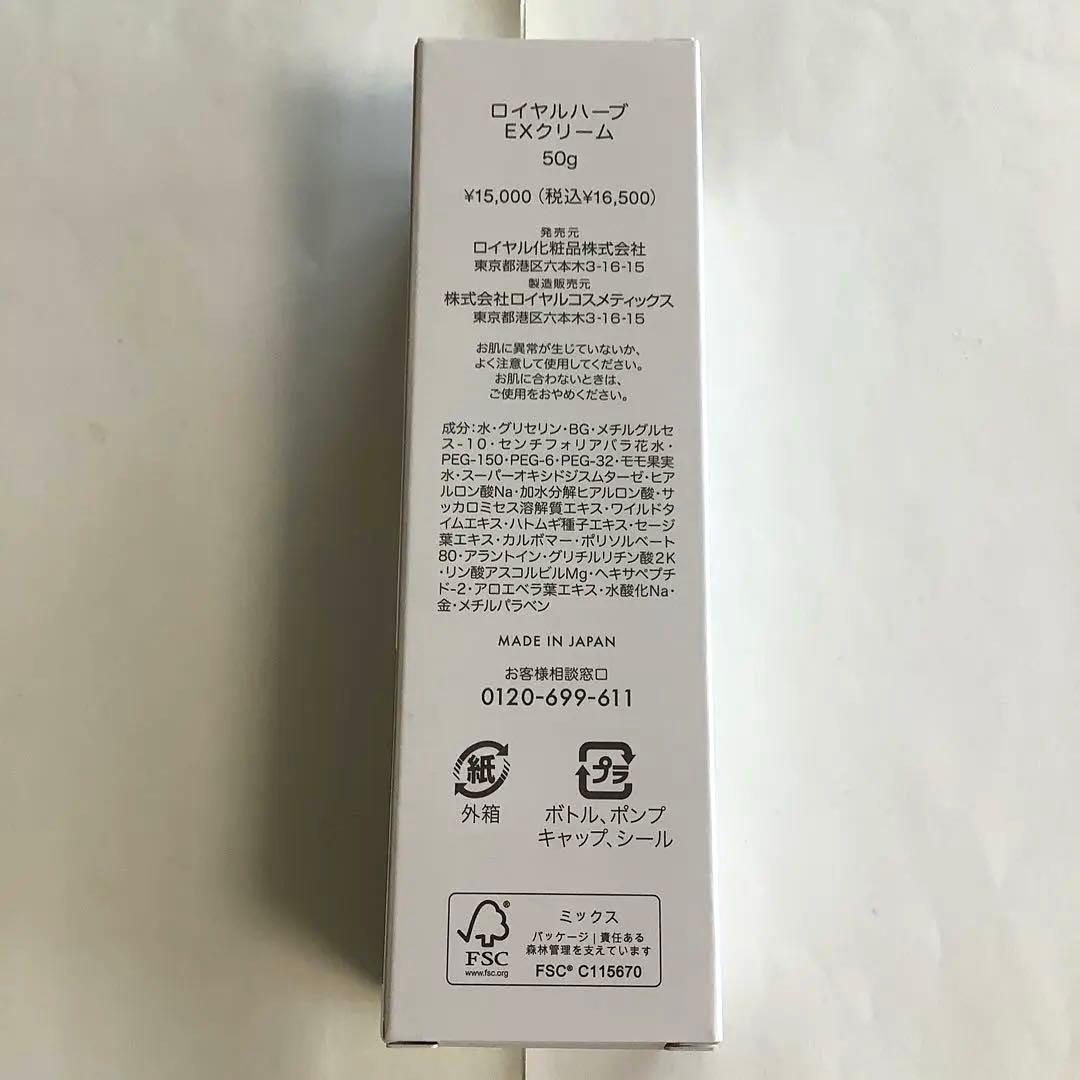 ロイヤルハーブ
EXクリーム
50g
¥15,000（税込¥16,500）
発売元
ロイヤル化粧品株式会社
東京都港区六本木3-16-15
製造販売元
株式会社ロイヤルコスメティックス
東京都港区六本木3-16-15
お肌に異常が生じていないか、
よく注意して使用してください。
お肌に合わないときは、
ご使用をおやめください。
成分：水・グリセリン・BG・メチルグルセ
ス-10・センチフォリアバラ花水・
PEG-150・PEG-6・PEG-32・モモ果実
水・スーパーオキシドジスムターゼ・ヒア
ルロン酸Na・加水分解ヒアルロン酸・サ
ッカロミセス溶解質エキス・ワイルドタ
イムエキス・ハトムギ種子エキス・セージ
葉エキス・カルボマー・ポリソルベート
80・アラントイン・グリチルリチン酸2K
・リン酸アスコルビルMg・ヘキサペプチ
ド-2・アロエベラ葉エキス・水酸化Na・
金・メチルパラベン
MADE IN JAPAN
お客様相談窓口
0120-699-611
紙 プラ
外箱 ボトル、ポンプ
キャップ、シール
ミックス
パッケージ｜責任ある
森林管理を支えています
FSC® C115670
®
FSC
www.fsc.org